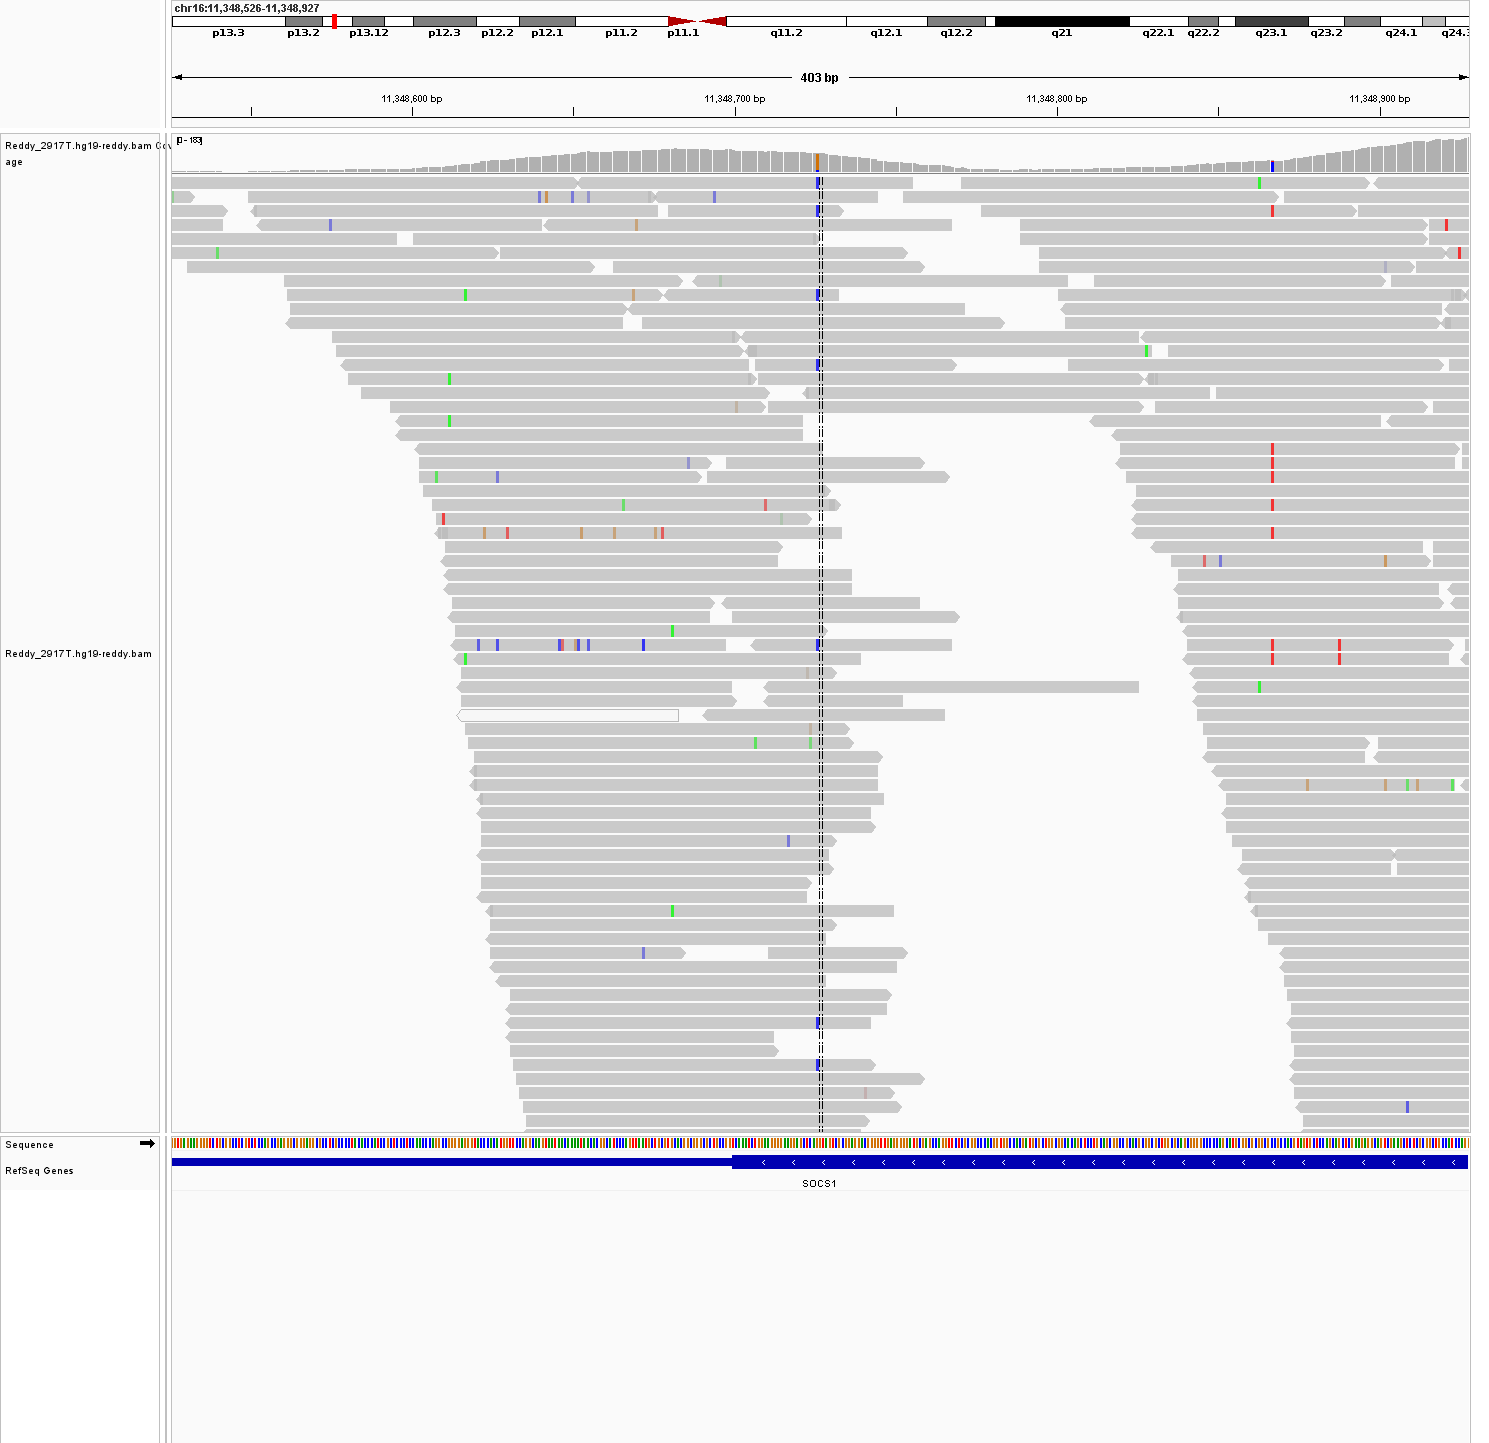 chr16:11,348,526-11,348,927
p13.3 p13.2 p13.12 p12.3 p12.2 p12.1 p11.2 p11.1 q11.2 q12.1 q12.2 q21 q22.1 q22.2 q23.1 q23.2 q24.1 q24.3
403 bp
11,348,600 bp 11,348,700 bp 11,348,800 bp 11,348,900 bp
Reddy_2917T.hg19-reddy.bam Cov
age
[0 - 183]
Reddy_2917T.hg19-reddy.bam
Sequence
RefSeq Genes
SOCS1